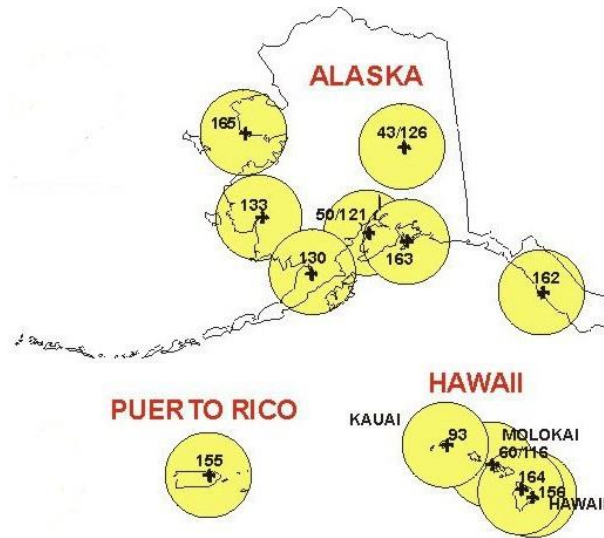 ALASKA
165
43/126
133
50/121
130
163
162
HAWAII
PUERTO RICO
KAUAI
93
MOLOKAI
60/116
155
164
156
HAWAII